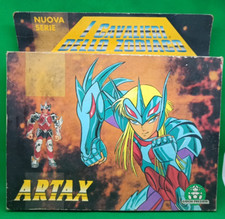 NUOVA
SERIE
I CAVALIERI
DELLO ZODIACO
ARTAX